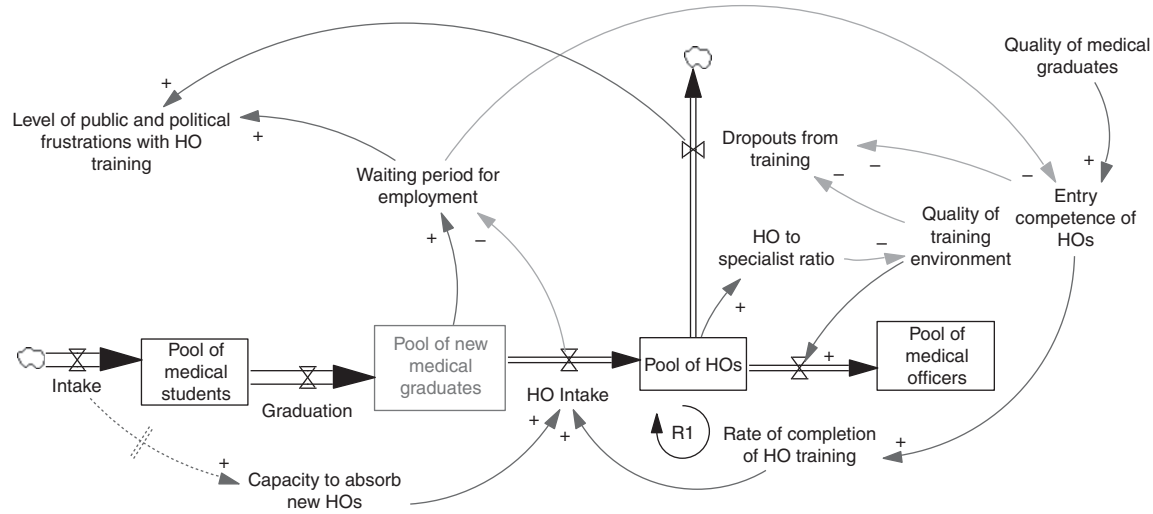 Quality of medical
graduates
+
Level of public and political
frustrations with HO
training
+
+
Waiting period for
employment
Dropouts from
training
–
–
–
+
Entry
competence of
HOs
Quality of
training
environment
HO to
specialist ratio
–
+
–
+
Intake
Pool of
medical
students
Graduation
Pool of new
medical
graduates
HO Intake
Pool of HOs
+
Pool of
medical
officers
+
+
R1
Rate of completion
of HO training
+
+
Capacity to absorb
new HOs